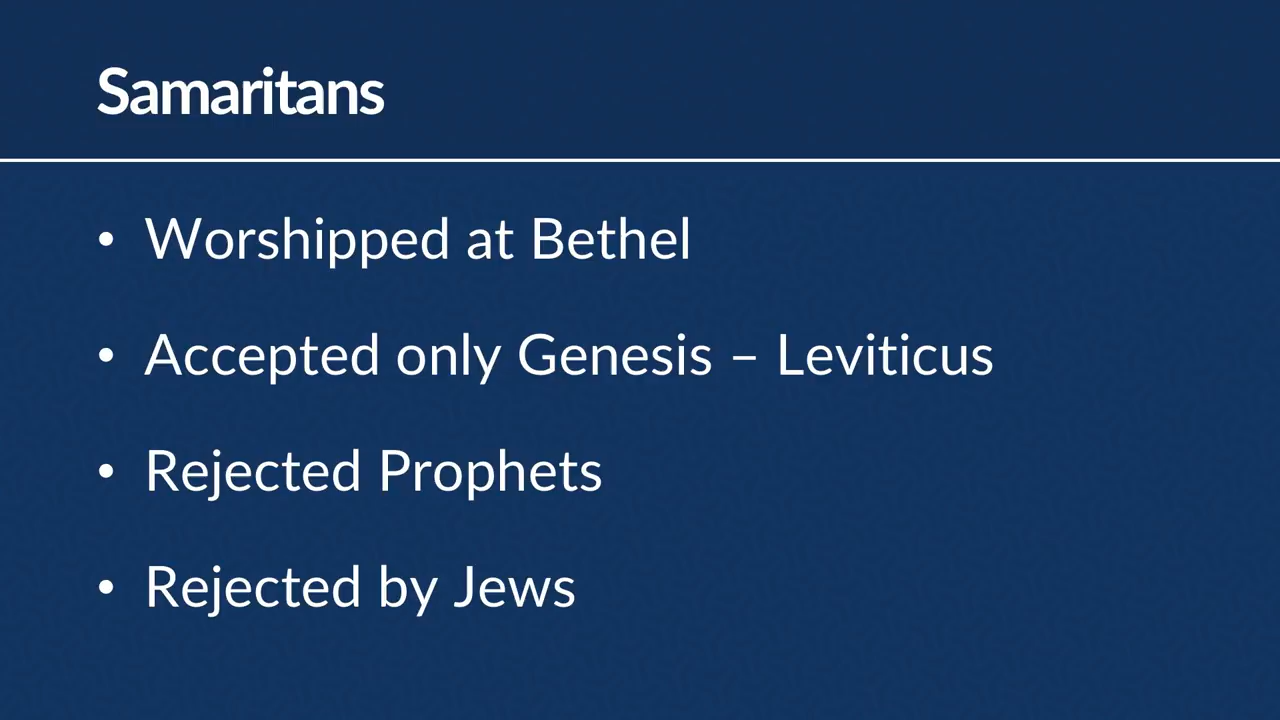 Samaritans
• Worshipped at Bethel
• Accepted only Genesis – Leviticus
• Rejected Prophets
• Rejected by Jews